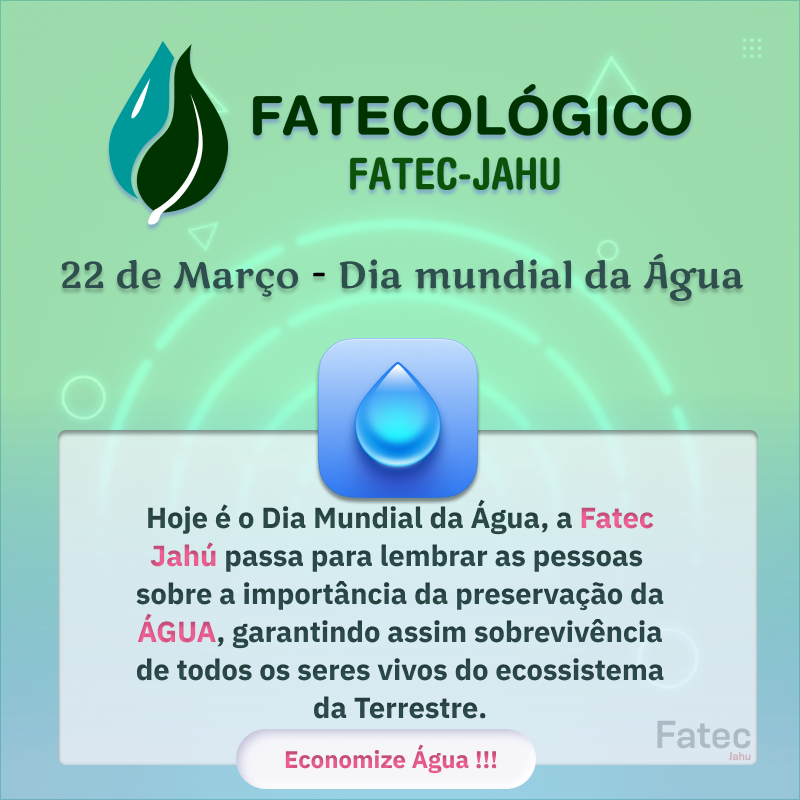 FATECOLÓGICO
FATEC-JAHU
22 de Março - Dia mundial da Água
Hoje é o Dia Mundial da Água, a Fatec
Jahú passa para lembrar as pessoas
sobre a importância da preservação da
ÁGUA, garantindo assim sobrevivência
de todos os seres vivos do ecossistema
da Terrestre.
Fatec
Jahu
Economize Água !!!